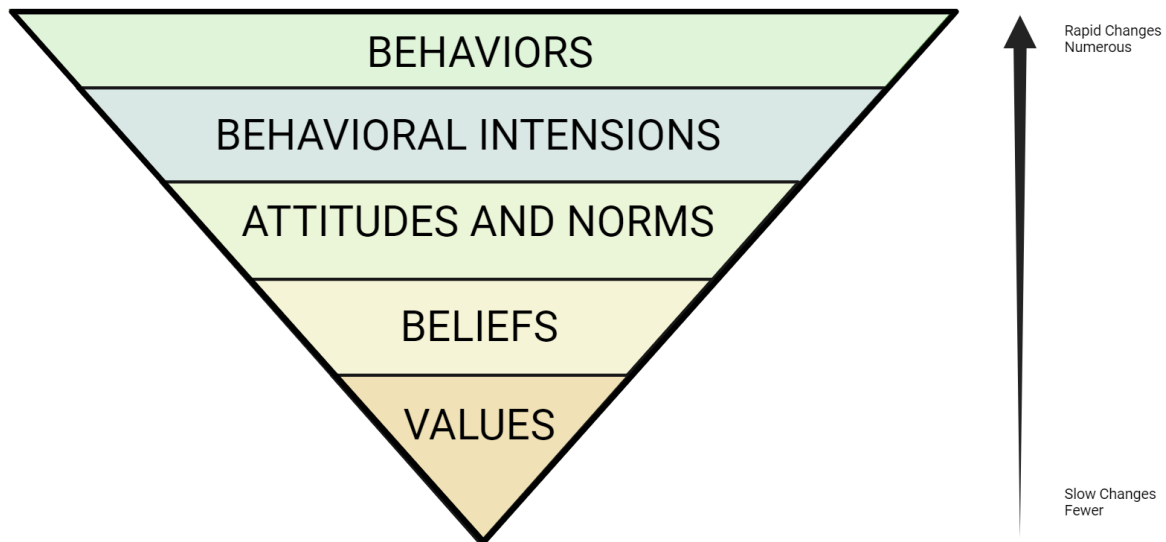 BEHAVIORS
BEHAVIORAL INTENSIONS
ATTITUDES AND NORMS
BELIEFS
VALUES
Rapid Changes
Numerous
Slow Changes
Fewer